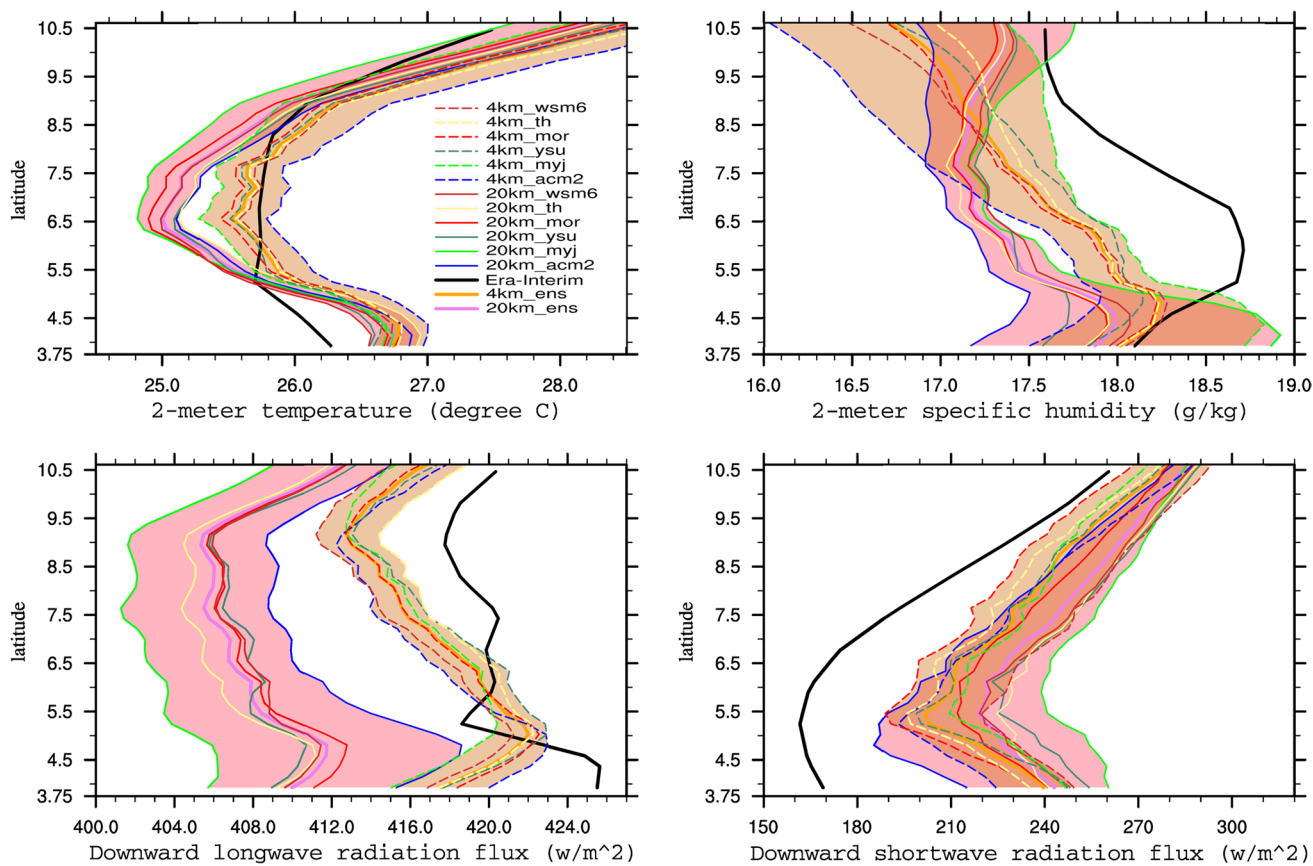 10.5
9.5
8.5
7.5
6.5
5.5
4.5
3.75
latitude
25.0 26.0 27.0 28.0
2-meter temperature (degree C)
4km_wsm6
4km_th
4km_mor
4km_ysu
4km_myj
4km_acm2
20km_wsm6
20km_th
20km_mor
20km_ysu
20km_myj
20km_acm2
Era-Interim
4km_ens
20km_ens
10.5
9.5
8.5
7.5
6.5
5.5
4.5
3.75
latitude
16.0 16.5 17.0 17.5 18.0 18.5 19.0
2-meter specific humidity (g/kg)
10.5
9.5
8.5
7.5
6.5
5.5
4.5
3.75
latitude
400.0 404.0 408.0 412.0 416.0 420.0 424.0
Downward longwave radiation flux (w/m^2)
10.5
9.5
8.5
7.5
6.5
5.5
4.5
3.75
latitude
150 180 210 240 270 300
Downward shortwave radiation flux (w/m^2)